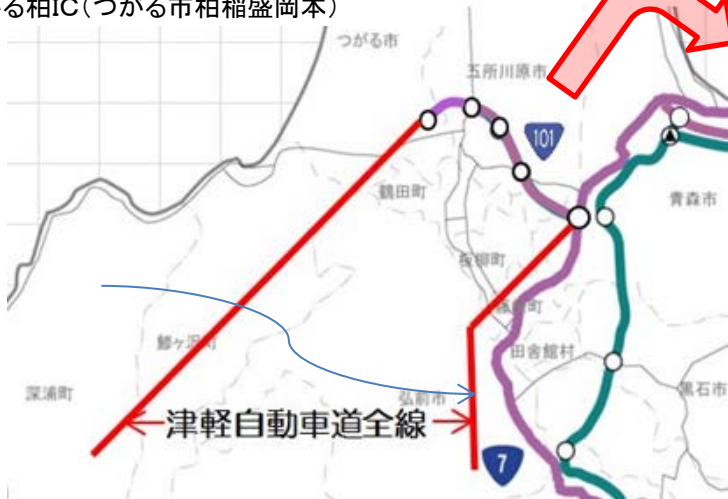 る柏IC(つがる市柏稲盛岡本)
つがる市
五所川原市
101
鶴田町
青森市
板柳町
藤崎町
鰺ヶ沢町
田舎館村
深浦町
弘前市
黒石市
津軽自動車道全線
7